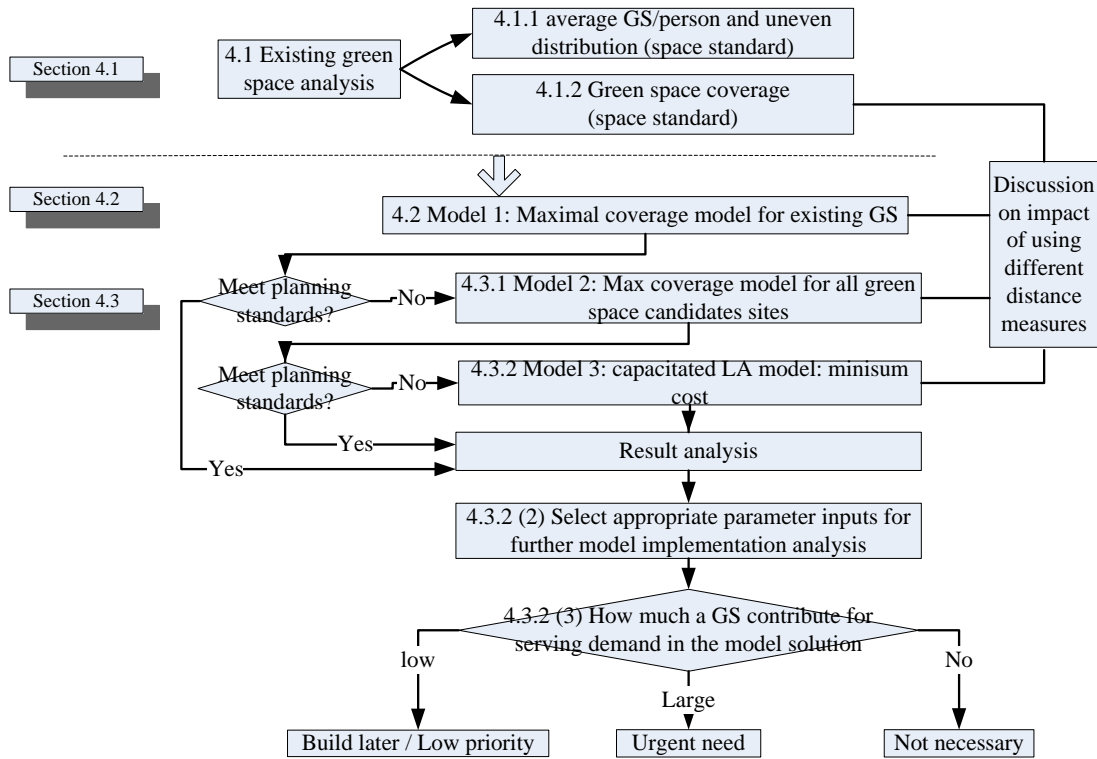 4.1.1 average GS/person and uneven
distribution (space standard)
4.1 Existing green
space analysis
Section 4.1
4.1.2 Green space coverage
(space standard)
Section 4.2
4.2 Model 1: Maximal coverage model for existing GS
Discussion
on impact
of using
different
distance
measures
Section 4.3
Meet planning
standards?
No
4.3.1 Model 2: Max coverage model for all green
space candidates sites
Meet planning
standards?
No
4.3.2 Model 3: capacitated LA model: minisum
cost
Yes
Result analysis
Yes
4.3.2 (2) Select appropriate parameter inputs for
further model implementation analysis
4.3.2 (3) How much a GS contribute for
serving demand in the model solution
low
No
Large
Build later / Low priority
Urgent need
Not necessary